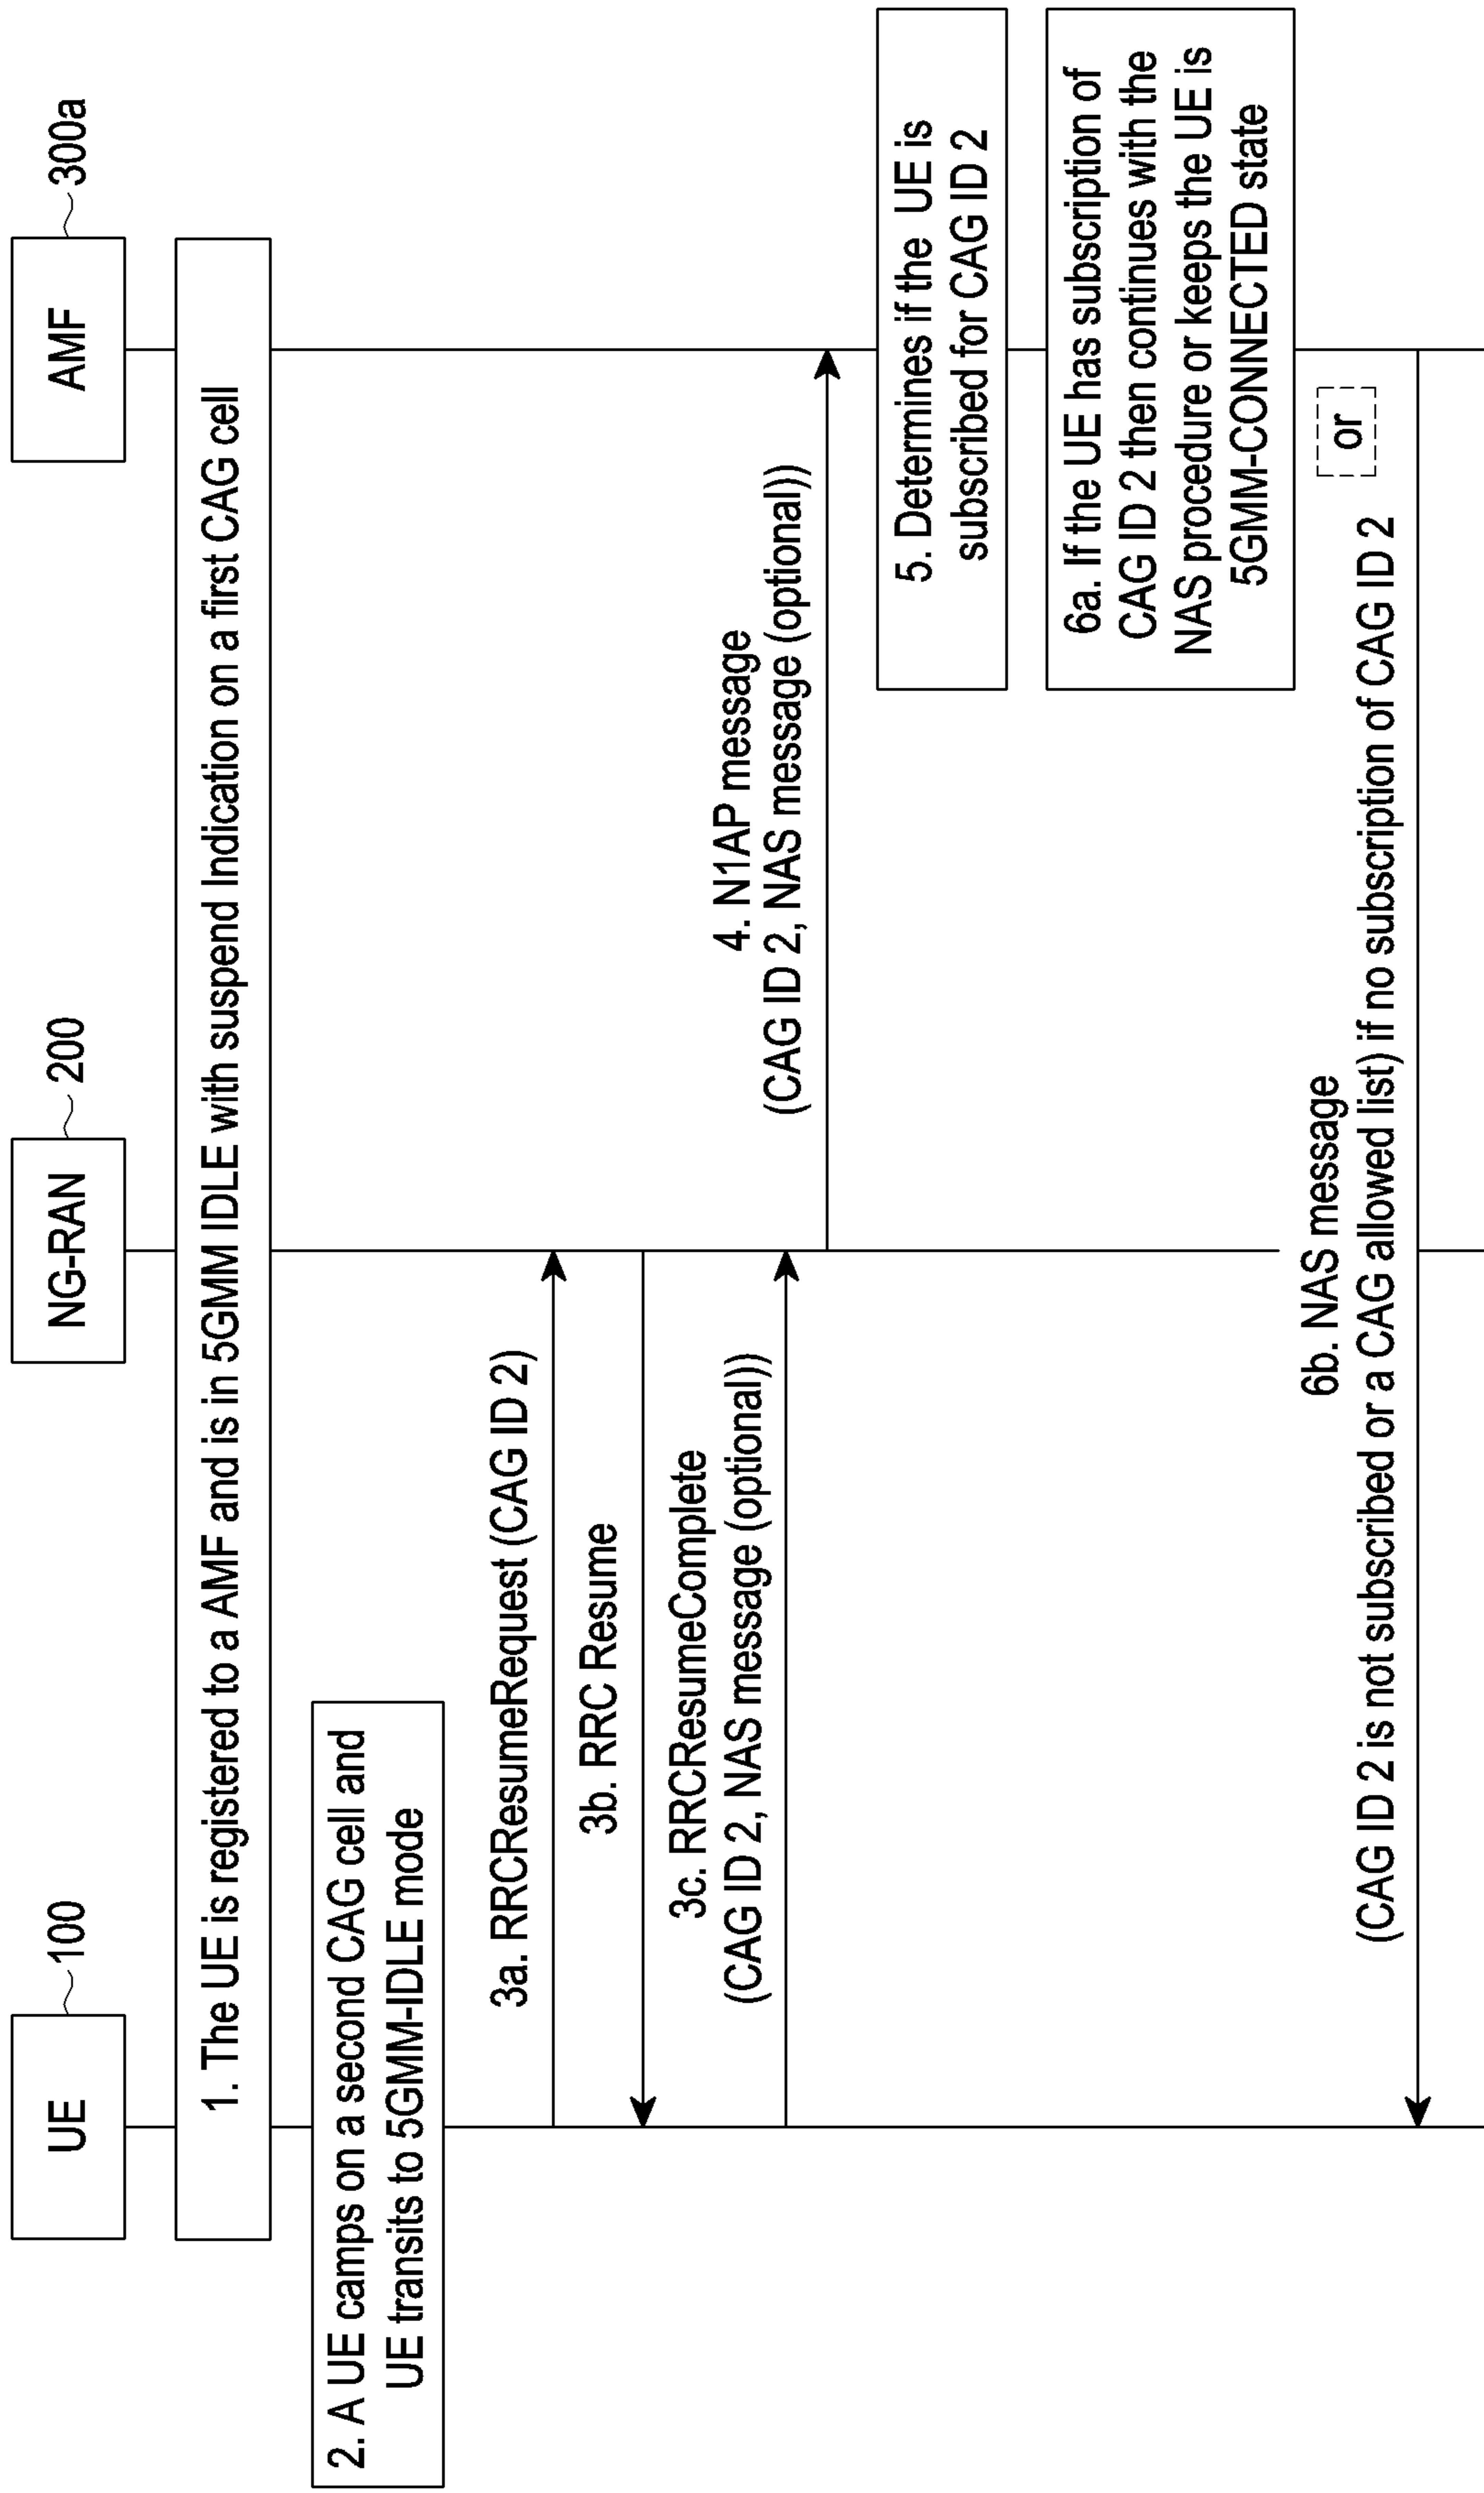 UE
100
NG-RAN
200
AMF
300a
1. The UE is registered to a AMF and is in 5GMM IDLE with suspend Indication on a first CAG cell
2. A UE camps on a second CAG cell and
UE transits to 5GMM-IDLE mode
3a. RRCResumeRequest (CAG ID 2)
3b. RRC Resume
3c. RRCResumeComplete
(CAG ID 2, NAS message (optional))
4. N1AP message
(CAG ID 2, NAS message (optional))
5. Determines if the UE is
subscribed for CAG ID 2
6a. If the UE has subscription of
CAG ID 2 then continues with the
NAS procedure or keeps the UE is
5GMM-CONNECTED state
or
6b. NAS message
(CAG ID 2 is not subscribed or a CAG allowed list) if no subscription of CAG ID 2